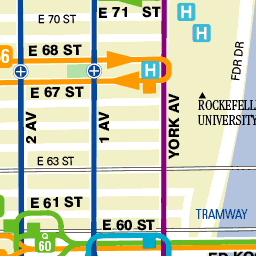 E 70 ST
E 71 ST
H
H
E 68 ST
6
H
E 67 ST
FDR DR
2 AV
1 AV
YORK AV
ROCKEFELL
UNIVERSITY
E 63 ST
E 61 ST
TRAMWAY
E 60 ST
60